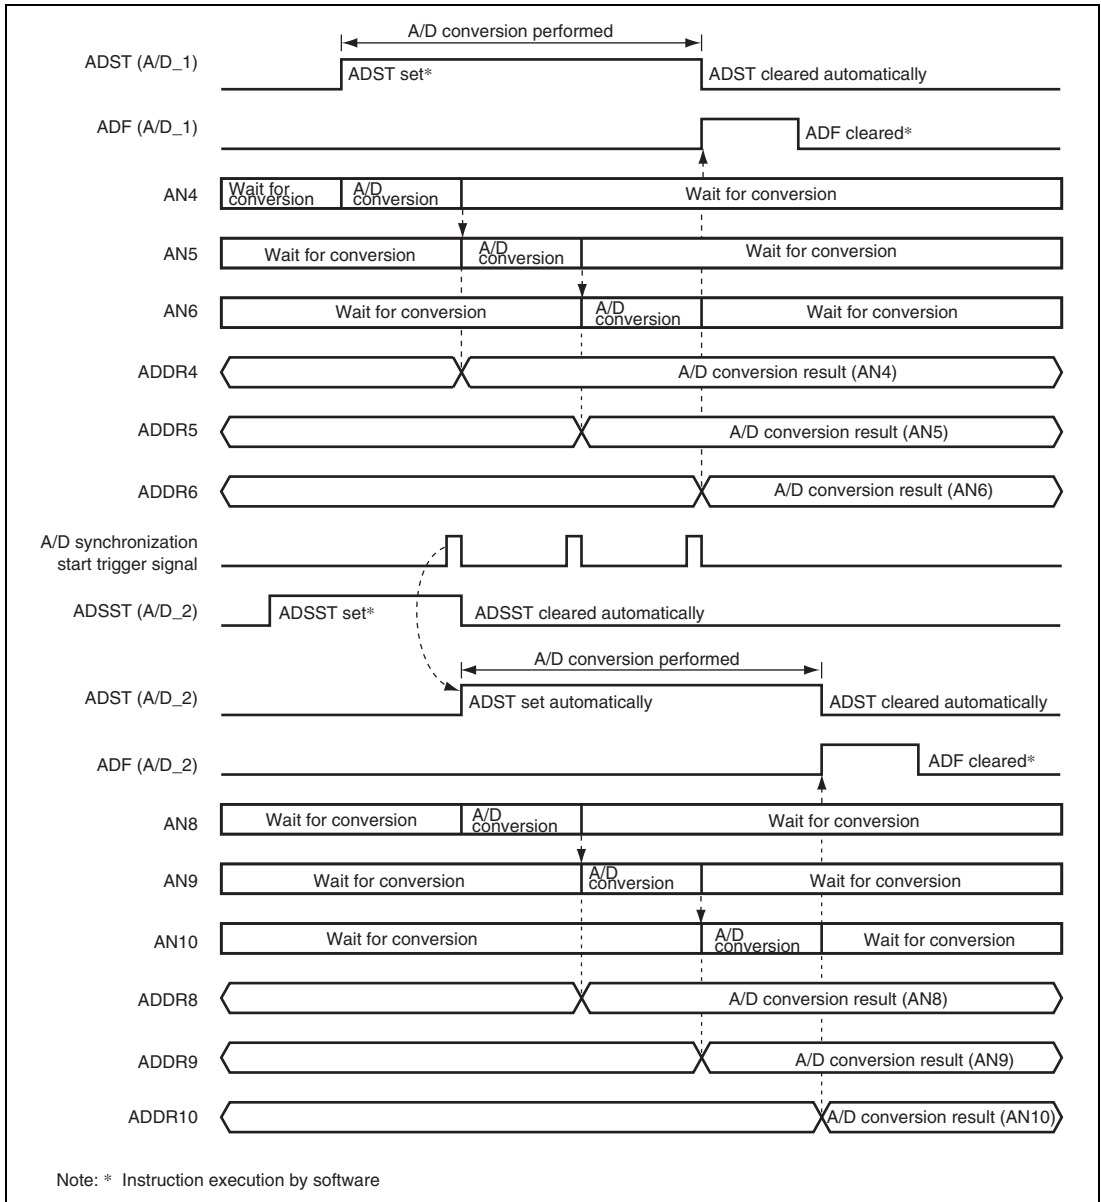 A/D conversion performed
ADST (A/D_1)
ADST set*
ADST cleared automatically
ADF (A/D_1)
ADF cleared*
AN4
Wait for
conversion
A/D
conversion
Wait for conversion
AN5
Wait for conversion
A/D
conversion
Wait for conversion
AN6
Wait for conversion
A/D
conversion
Wait for conversion
ADDR4
A/D conversion result (AN4)
ADDR5
A/D conversion result (AN5)
ADDR6
A/D conversion result (AN6)
A/D synchronization
start trigger signal
ADSST (A/D_2)
ADSST set*
ADSST cleared automatically
A/D conversion performed
ADST (A/D_2)
ADST set automatically
ADST cleared automatically
ADF (A/D_2)
ADF cleared*
AN8
Wait for conversion
A/D
conversion
Wait for conversion
AN9
Wait for conversion
A/D
conversion
Wait for conversion
AN10
Wait for conversion
A/D
conversion
Wait for conversion
ADDR8
A/D conversion result (AN8)
ADDR9
A/D conversion result (AN9)
ADDR10
A/D conversion result (AN10)
Note: * Instruction execution by software